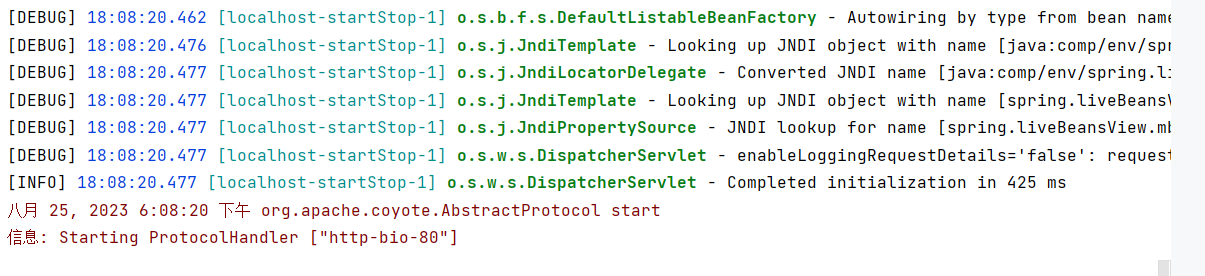 [DEBUG] 18:08:20.462 [localhost-startStop-1] o.s.b.f.s.DefaultListableBeanFactory - Autowiring by type from bean name
[DEBUG] 18:08:20.476 [localhost-startStop-1] o.s.j.JndiTemplate - Looking up JNDI object with name [java:comp/env/spr
[DEBUG] 18:08:20.477 [localhost-startStop-1] o.s.j.JndiLocatorDelegate - Converted JNDI name [java:comp/env/spring.li
[DEBUG] 18:08:20.477 [localhost-startStop-1] o.s.j.JndiTemplate - Looking up JNDI object with name [spring.liveBeansV
[DEBUG] 18:08:20.477 [localhost-startStop-1] o.s.j.JndiPropertySource - JNDI lookup for name [spring.liveBeansView.mb
[DEBUG] 18:08:20.477 [localhost-startStop-1] o.s.w.s.DispatcherServlet - enableLoggingRequestDetails='false': request
[INFO] 18:08:20.477 [localhost-startStop-1] o.s.w.s.DispatcherServlet - Completed initialization in 425 ms
八月 25, 2023 6:08:20 下午 org.apache.coyote.AbstractProtocol start
信息: Starting ProtocolHandler ["http-bio-80"]